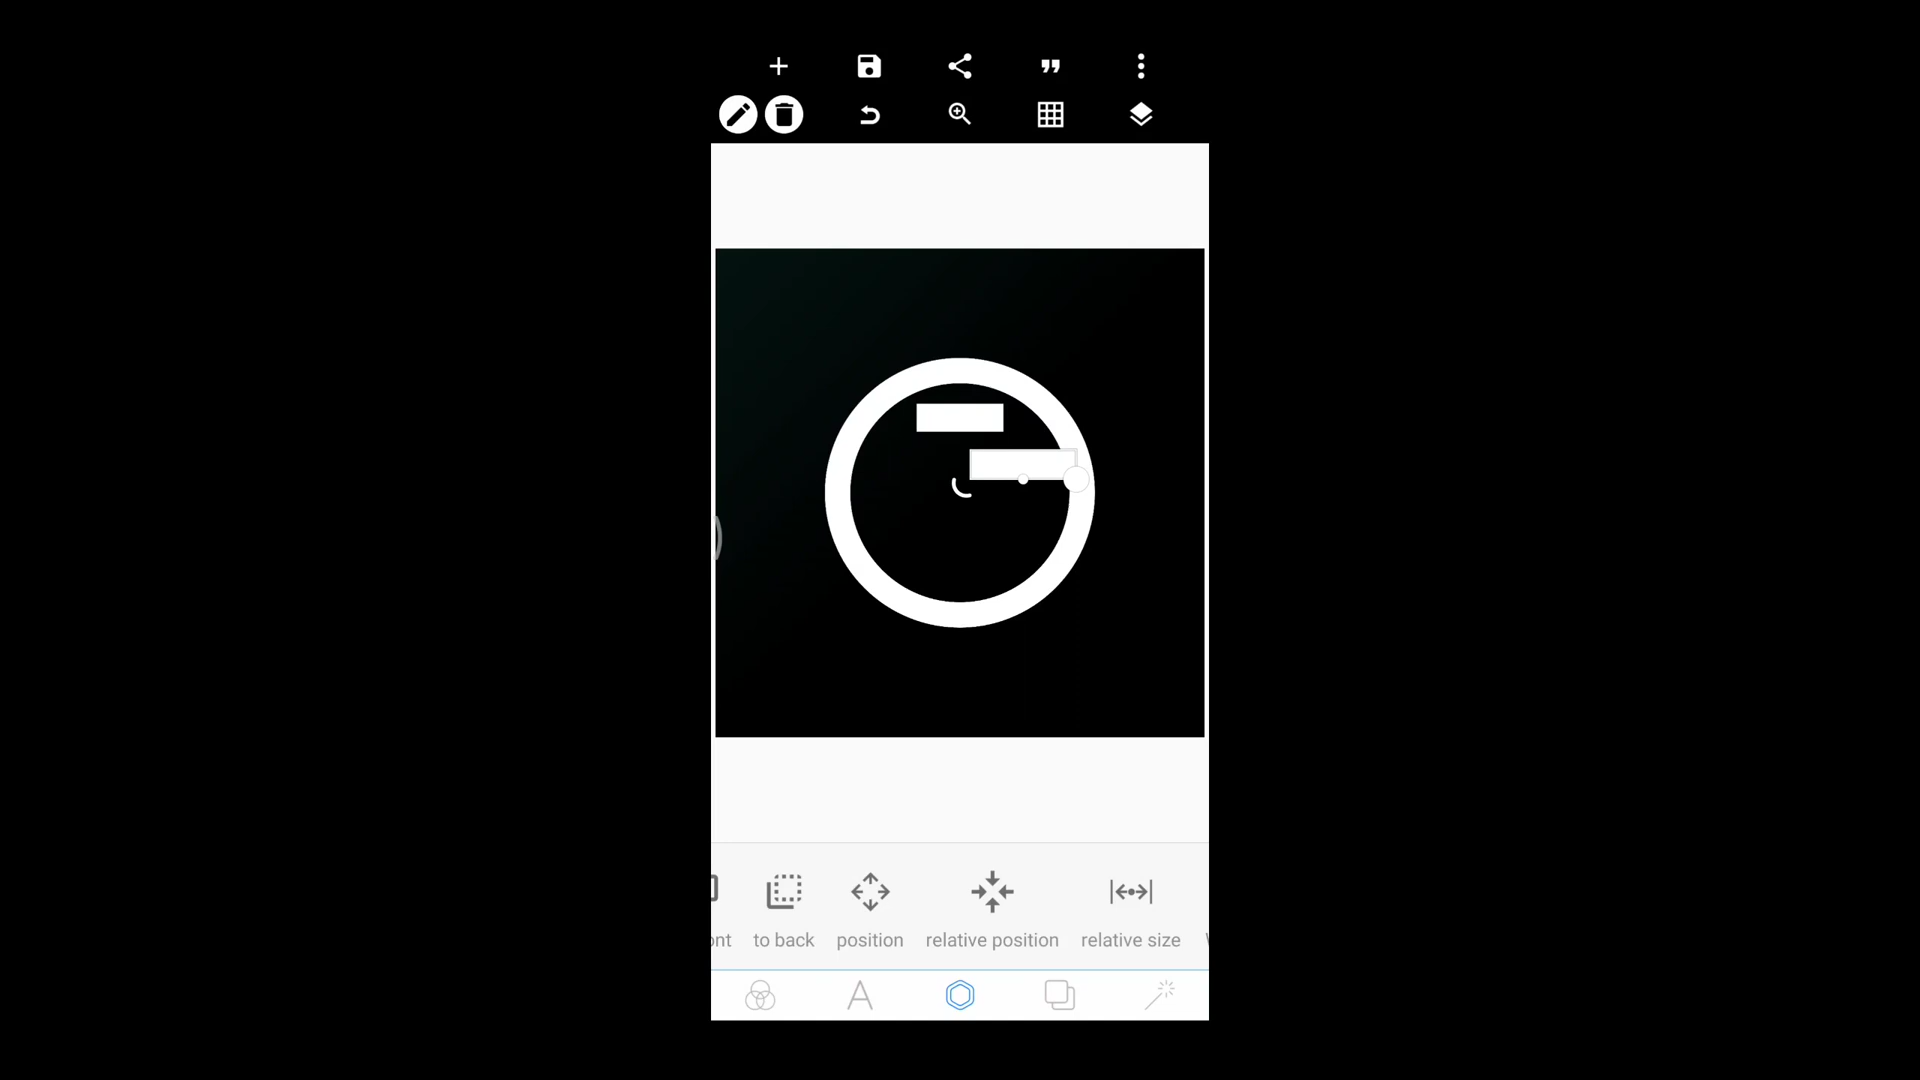 ont
to back
position
relative position
relative size